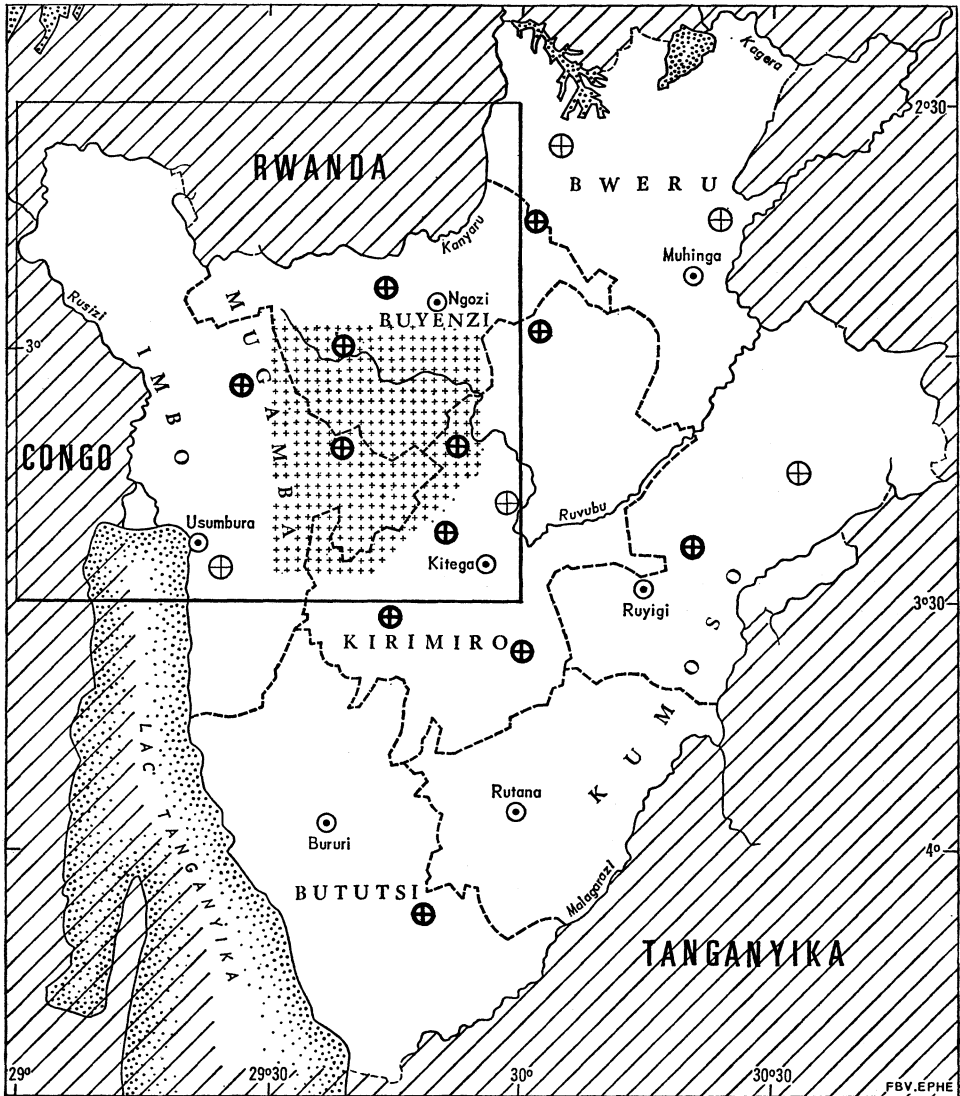 Kagera
2°30
RWANDA
BWERU
Kanyaru
Muhinga
Rusizi
Ngozi
MUGAMBA
BUYENZI
3°
IMBO
CONGO
Ruvubu
Usumbura
Kitega
Ruyigi
3°30
KIRIMIRO
KUMOSO
LAC TANGANYIKA
Rutana
Bururi
4°
BUTUTSI
Malagarazi
TANGANYIKA
29°
29°30
30°
30°30
FBV.EPHE